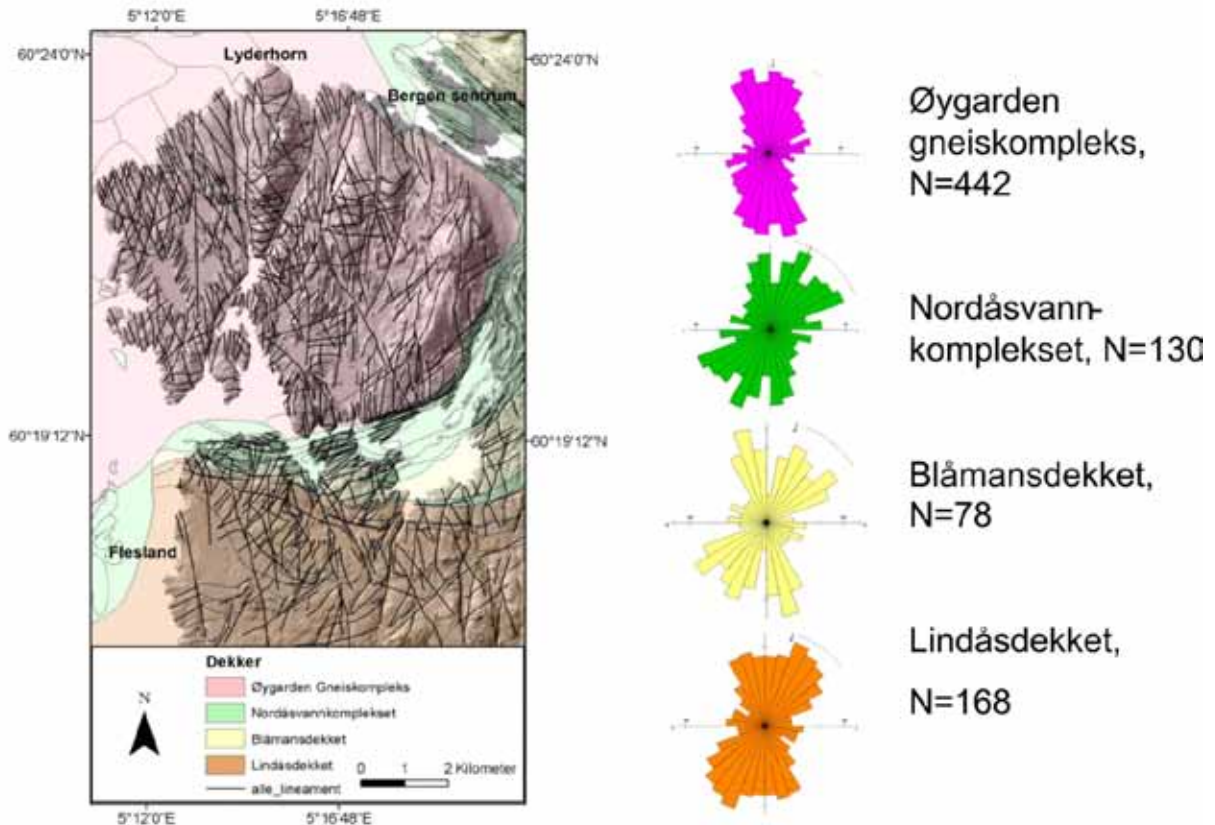 5°12'0"E
5°16'48"E
60°24'0"N
60°24'0"N
Lyderhorn
Bergen sentrum
60°19'12"N
60°19'12"N
Flesland
Dekker
Øygarden Gneiskompleks
Nordåsvannkomplekset
Blåmansdekket
Lindåsdekket
alle_lineament
N
0 1 2 Kilometer
5°12'0"E
5°16'48"E
Øygarden
gneiskompleks,
N=442
Nordåsvann-
komplekset, N=130
Blåmansdekket,
N=78
Lindåsdekket,
N=168